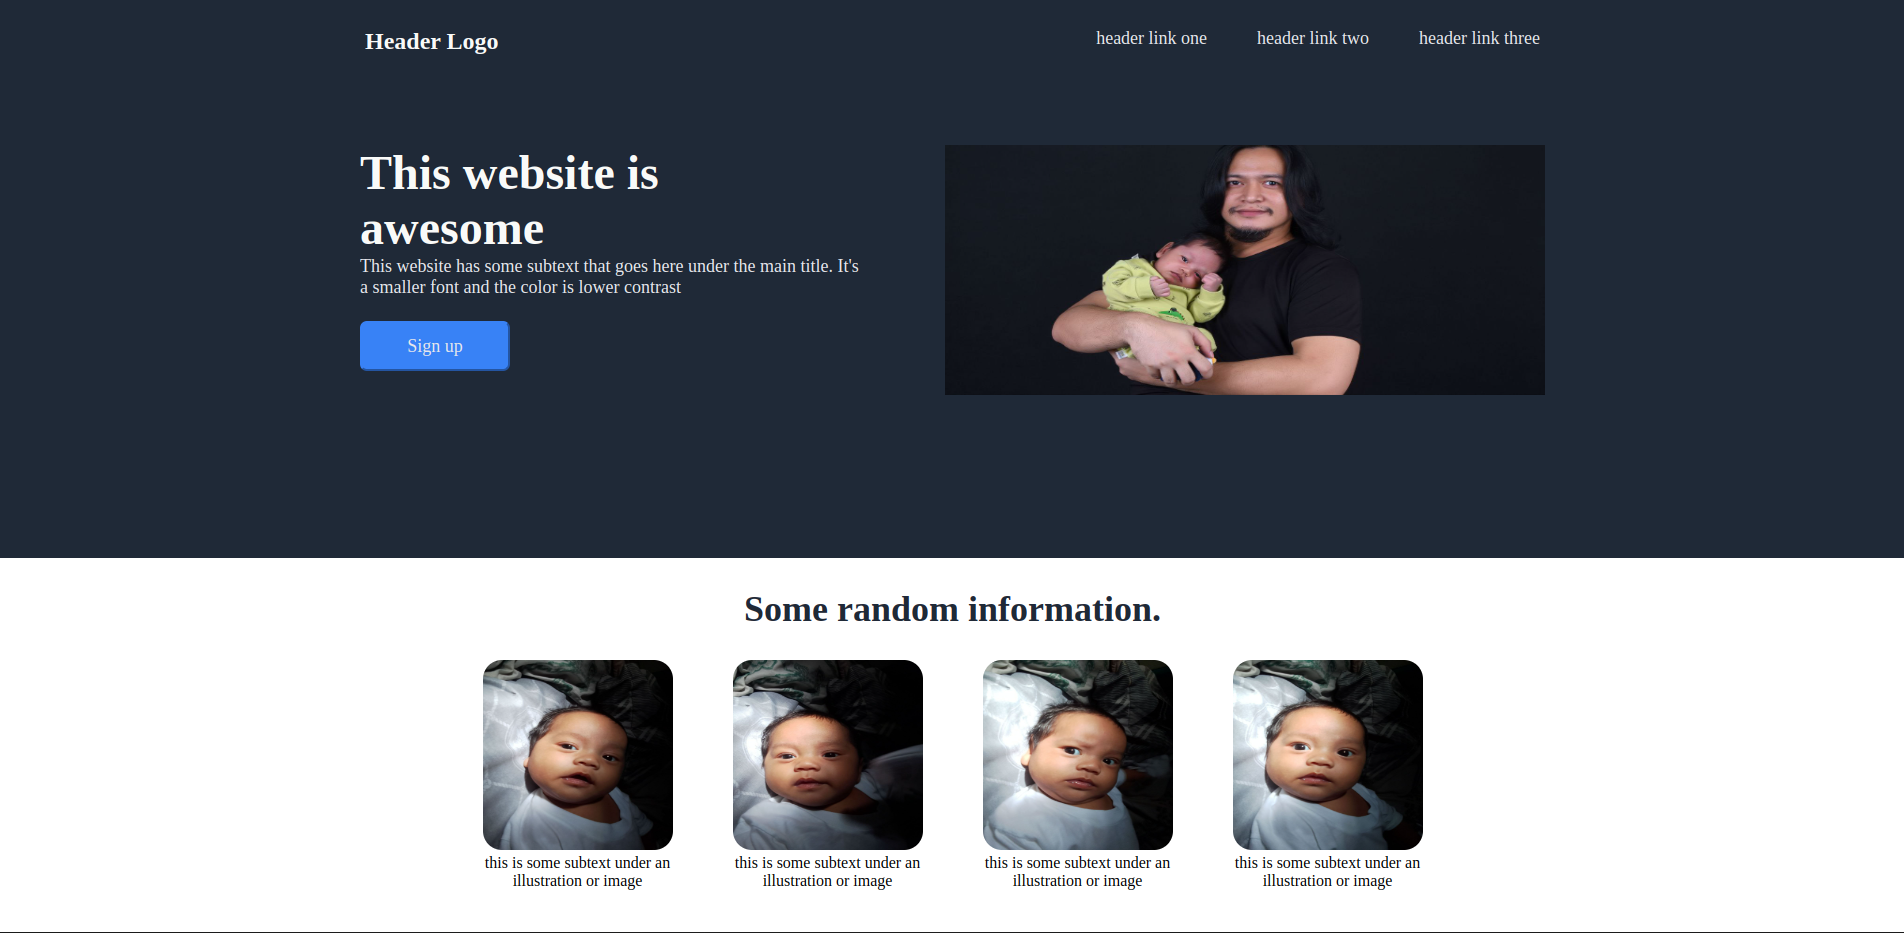 Header Logo
header link one
header link two
header link three
This website is
awesome
This website has some subtext that goes here under the main title. It's
a smaller font and the color is lower contrast
Sign up
Some random information.
this is some subtext under an
illustration or image
this is some subtext under an
illustration or image
this is some subtext under an
illustration or image
this is some subtext under an
illustration or image